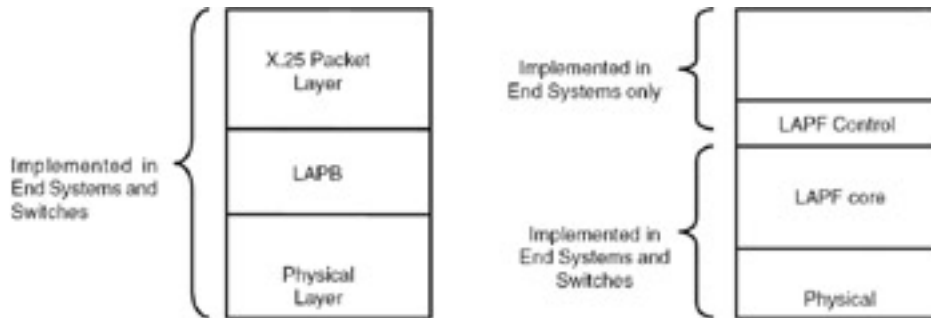 X.25 Packet
Layer
LAPB
Physical
Layer
Implemented in
End Systems and
Switches
Implemented in
End Systems only
Implemented in
End Systems and
Switches
LAPF Control
LAPF core
Physical